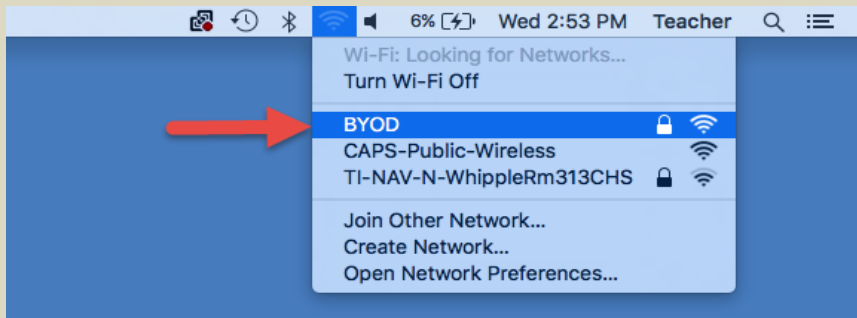 6% Wed 2:53 PM Teacher
Wi-Fi: Looking for Networks...
Turn Wi-Fi Off
BYOD
CAPS-Public-Wireless
TI-NAV-N-WhippleRm313CHS
Join Other Network...
Create Network...
Open Network Preferences...